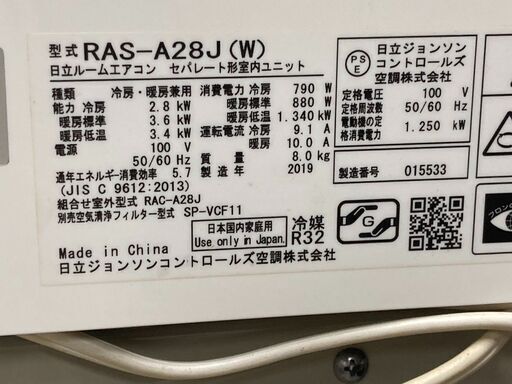 型式 RAS-A28J(W)
日立ルームエアコン セパレート形室内ユニット
種類 冷房・暖房兼用
能力 冷房 2.8 kW
暖房標準 3.6 kW
暖房低温 3.4 kW
電源 100 V
50/60 Hz
通年エネルギー消費効率 5.7
(JIS C 9612:2013)
消費電力 冷房 790 W
暖房標準 880 W
暖房低温 1.340 kW
運転電流 冷房 9.1 A
暖房 10.0 A
質量 8.0 kg
製造年 2019
組合せ室外型式 RAC-A28J
別売空気清浄フィルター型式 SP-VCF11
日本国内家庭用
Use only in Japan.
冷媒
R32
Made in China
日立ジョンソンコントロールズ空調株式会社
PS
E
日立ジョンソン
コントロールズ
空調株式会社
定格電圧 100 V
定格周波数 50/60 Hz
電動機の定
格消費電力 1.250 kW
製造番号 015533
G
フロン